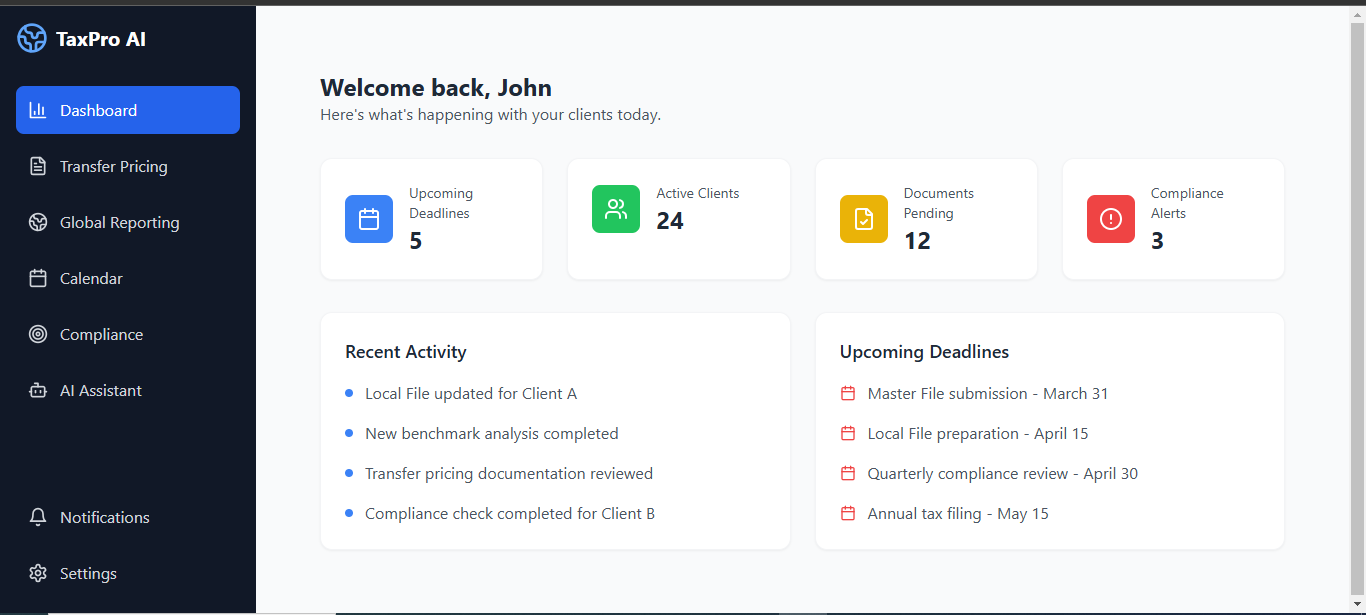 TaxPro AI
Dashboard
Transfer Pricing
Global Reporting
Calendar
Compliance
AI Assistant
Notifications
Settings
Welcome back, John
Here's what's happening with your clients today.
Upcoming
Deadlines
5
Active Clients
24
Documents
Pending
12
Compliance
Alerts
3
Recent Activity
Local File updated for Client A
New benchmark analysis completed
Transfer pricing documentation reviewed
Compliance check completed for Client B
Upcoming Deadlines
Master File submission - March 31
Local File preparation - April 15
Quarterly compliance review - April 30
Annual tax filing - May 15